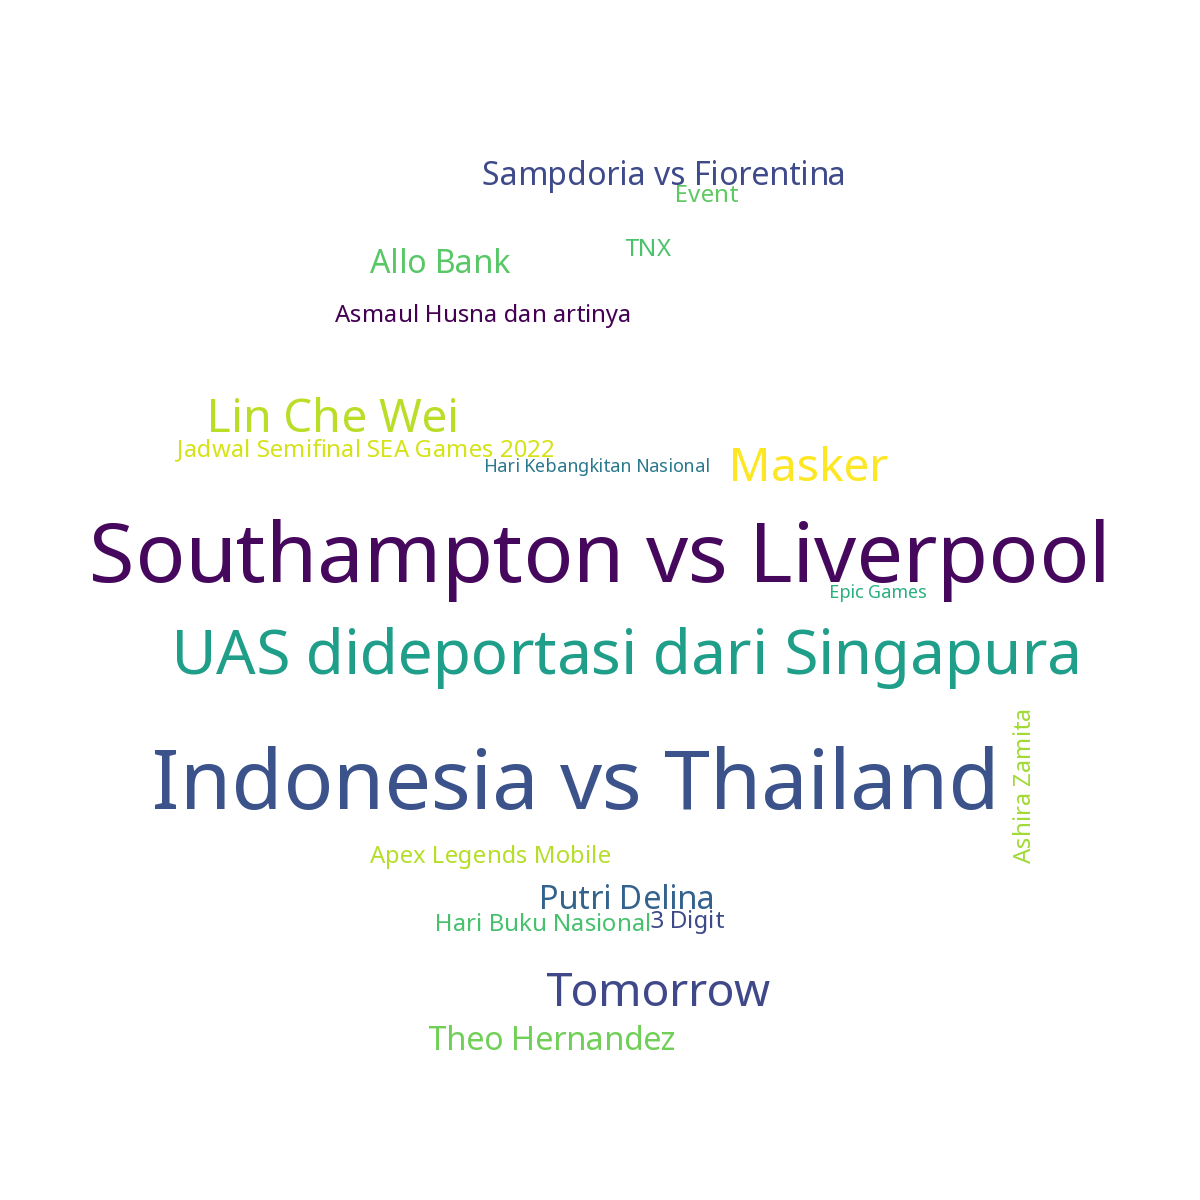 Sampdoria vs Fiorentina
Event
TNX
Allo Bank
Asmaul Husna dan artinya
Lin Che Wei
Jadwal Semifinal SEA Games 2022
Hari Kebangkitan Nasional
Masker
Southampton vs Liverpool
Epic Games
UAS dideportasi dari Singapura
Indonesia vs Thailand
Ashira Zamita
Apex Legends Mobile
Putri Delina
Hari Buku Nasional
3 Digit
Tomorrow
Theo Hernandez